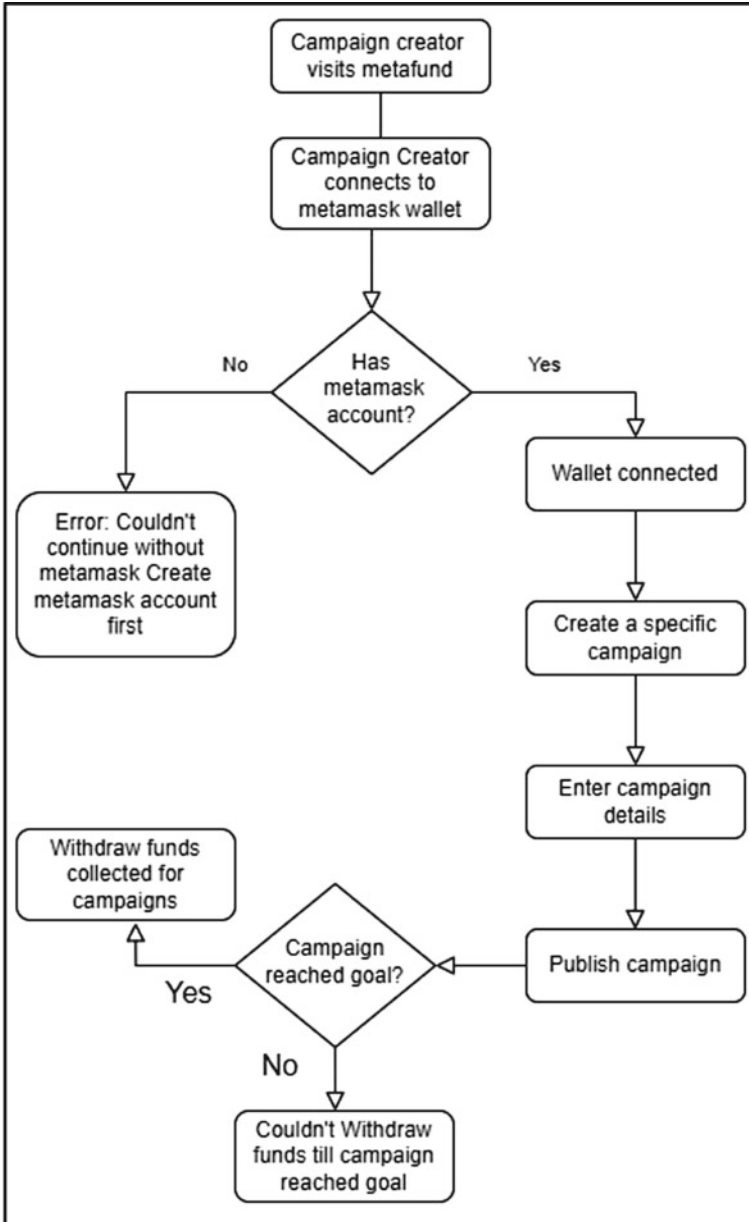 Campaign creator
visits metafund
Campaign Creator
connects to
metamask wallet
Has
metamask
account?
No
Yes
Wallet connected
Error: Couldn't
continue without
metamask Create
metamask account
first
Create a specific
campaign
Enter campaign
details
Publish campaign
Campaign
reached goal?
Yes
Withdraw funds
collected for
campaigns
No
Couldn't Withdraw
funds till campaign
reached goal